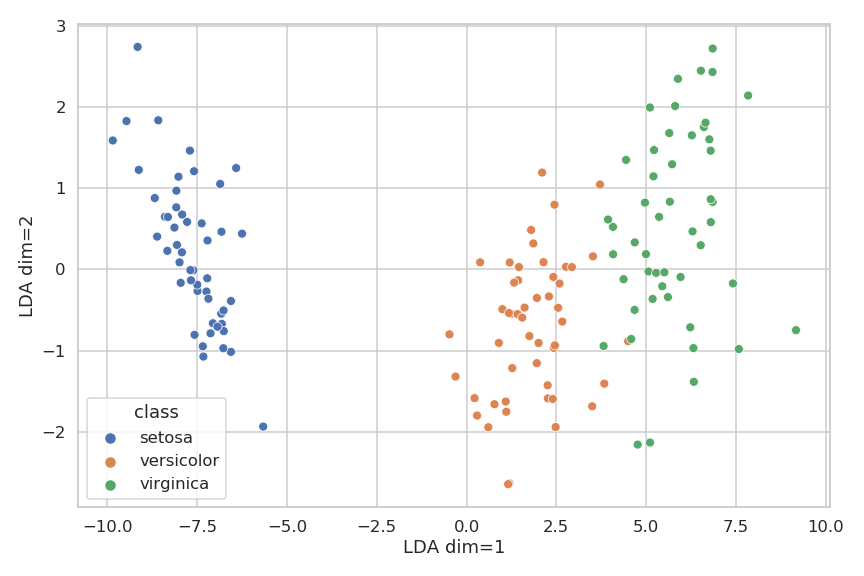 3
2
1
0
−1
−2
LDA dim=2
class
setosa
versicolor
virginica
−10.0 −7.5 −5.0 −2.5 0.0 2.5 5.0 7.5 10.0
LDA dim=1